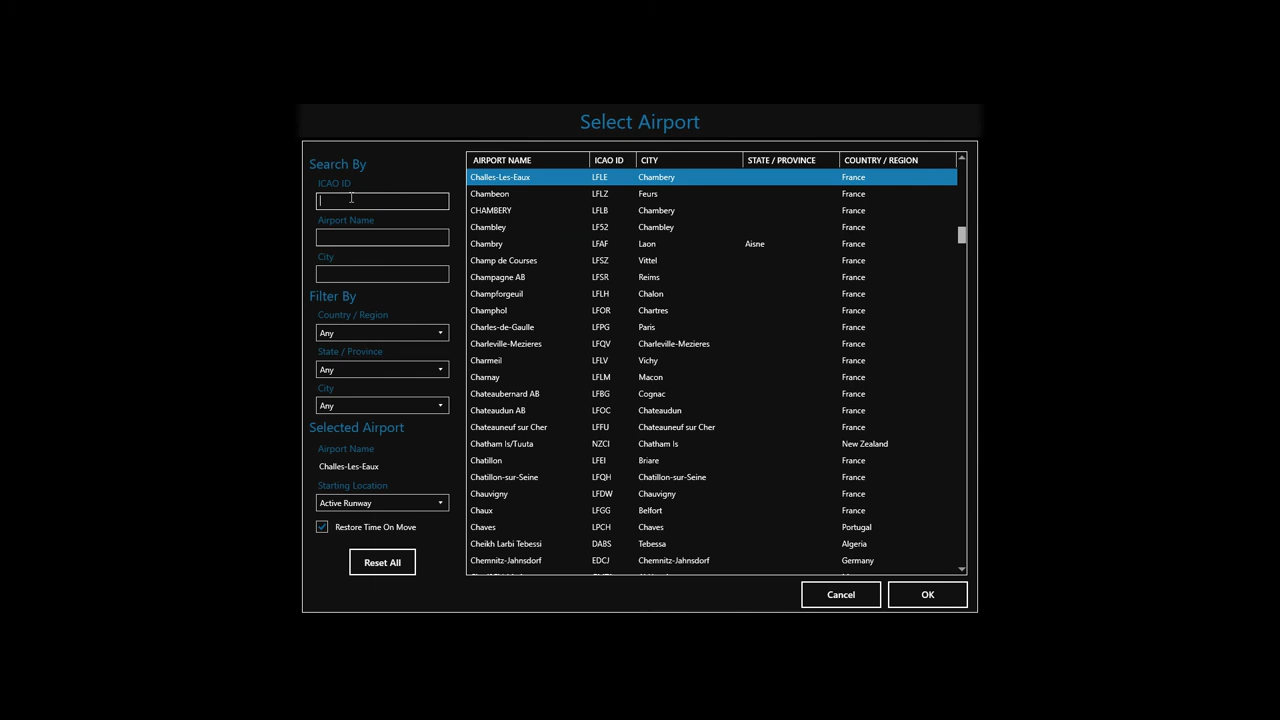 Select Airport
Search By
ICAO ID
Airport Name
City
Filter By
Country / Region
Any
State / Province
Any
City
Any
Selected Airport
Airport Name
Challes-Les-Eaux
Starting Location
Active Runway
Restore Time On Move
Reset All
AIRPORT NAME ICAO ID CITY STATE / PROVINCE COUNTRY / REGION
Challes-Les-Eaux LFLE Chambery France
Chambeon LFLZ Feurs France
CHAMBERY LFLB Chambery France
Chambley LF52 Chambley France
Chambry LFAF Laon Aisne France
Champ de Courses LFSZ Vittel France
Champagne AB LFSR Reims France
Champforgeuil LFLH Chalon France
Champhol LFOR Chartres France
Charles-de-Gaulle LFPG Paris France
Charleville-Mezieres LFQV Charleville-Mezieres France
Charmeil LFLV Vichy France
Charnay LFLM Macon France
Chateaubernard AB LFBG Cognac France
Chateaudun AB LFOC Chateaudun France
Chateauneuf sur Cher LFFU Chateauneuf sur Cher France
Chatham Is/Tuuta NZCI Chatham Is New Zealand
Chatillon LFEI Briare France
Chatillon-sur-Seine LFQH Chatillon-sur-Seine France
Chauvigny LFDW Chauvigny France
Chaux LFGG Belfort France
Chaves LPCH Chaves Portugal
Cheikh Larbi Tebessi DABS Tebessa Algeria
Chemnitz-Jahnsdorf EDCJ Chemnitz-Jahnsdorf Germany
Cancel OK